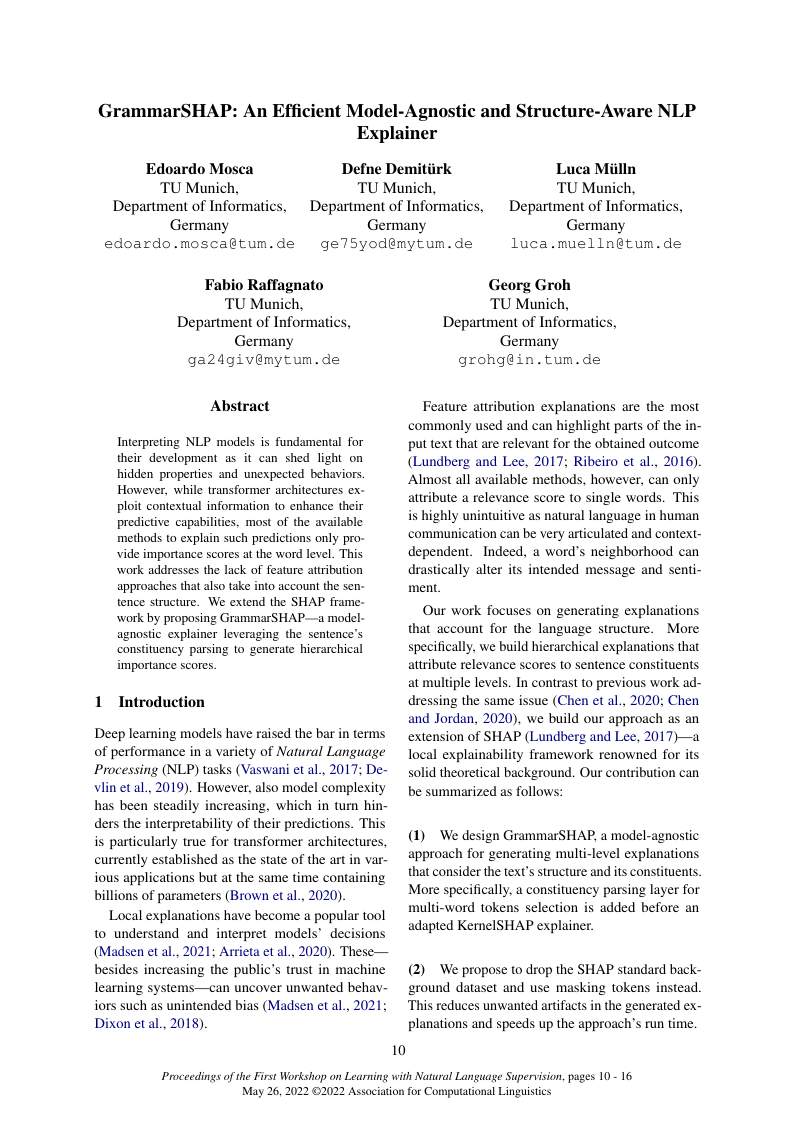 GrammarSHAP: An Efficient Model-Agnostic and Structure-Aware NLP
Explainer
Edoardo Mosca
TU Munich,
Department of Informatics,
Germany
edoardo.mosca@tum.de
Defne Demitürk
TU Munich,
Department of Informatics,
Germany
ge75yod@mytum.de
Luca Mülln
TU Munich,
Department of Informatics,
Germany
luca.muelln@tum.de
Fabio Raffagnato
TU Munich,
Department of Informatics,
Germany
ga24giv@mytum.de
Georg Groh
TU Munich,
Department of Informatics,
Germany
grohg@in.tum.de
Abstract
Interpreting NLP models is fundamental for
their development as it can shed light on
hidden properties and unexpected behaviors.
However, while transformer architectures ex-
ploit contextual information to enhance their
predictive capabilities, most of the available
methods to explain such predictions only pro-
vide importance scores at the word level. This
work addresses the lack of feature attribution
approaches that also take into account the sen-
tence structure. We extend the SHAP frame-
work by proposing GrammarSHAP—a model-
agnostic explainer leveraging the sentence's
constituency parsing to generate hierarchical
importance scores.
1 Introduction
Deep learning models have raised the bar in terms
of performance in a variety of Natural Language
Processing (NLP) tasks (Vaswani et al., 2017; De-
vlin et al., 2019). However, also model complexity
has been steadily increasing, which in turn hin-
ders the interpretability of their predictions. This
is particularly true for transformer architectures,
currently established as the state of the art in var-
ious applications but at the same time containing
billions of parameters (Brown et al., 2020).
Local explanations have become a popular tool
to understand and interpret models' decisions
(Madsen et al., 2021; Arrieta et al., 2020). These—
besides increasing the public's trust in machine
learning systems—can uncover unwanted behav-
iors such as unintended bias (Madsen et al., 2021;
Dixon et al., 2018).
Feature attribution explanations are the most
commonly used and can highlight parts of the in-
put text that are relevant for the obtained outcome
(Lundberg and Lee, 2017; Ribeiro et al., 2016).
Almost all available methods, however, can only
attribute a relevance score to single words. This
is highly unintuitive as natural language in human
communication can be very articulated and context-
dependent. Indeed, a word's neighborhood can
drastically alter its intended message and senti-
ment.
Our work focuses on generating explanations
that account for the language structure. More
specifically, we build hierarchical explanations that
attribute relevance scores to sentence constituents
at multiple levels. In contrast to previous work ad-
dressing the same issue (Chen et al., 2020; Chen
and Jordan, 2020), we build our approach as an
extension of SHAP (Lundberg and Lee, 2017)—a
local explainability framework renowned for its
solid theoretical background. Our contribution can
be summarized as follows:
(1) We design GrammarSHAP, a model-agnostic
approach for generating multi-level explanations
that consider the text's structure and its constituents.
More specifically, a constituency parsing layer for
multi-word tokens selection is added before an
adapted KernelSHAP explainer.
(2) We propose to drop the SHAP standard back-
ground dataset and use masking tokens instead.
This reduces unwanted artifacts in the generated ex-
planations and speeds up the approach's run time.
10
Proceedings of the First Workshop on Learning with Natural Language Supervision, pages 10 - 16
May 26, 2022 ©2022 Association for Computational Linguistics